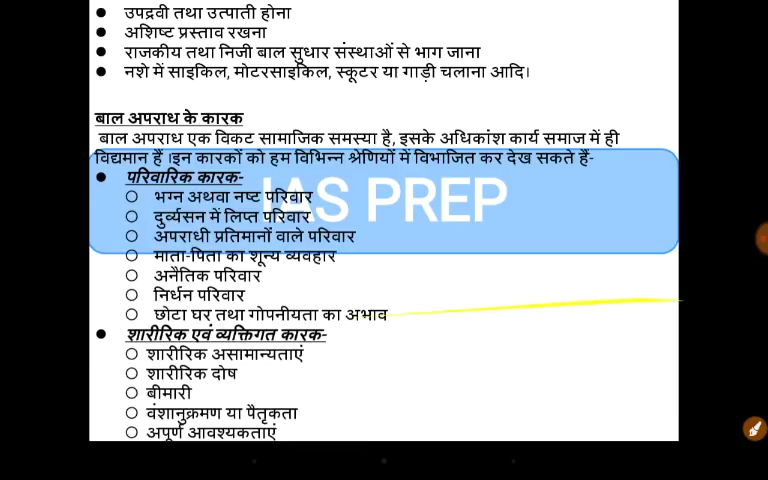 ● उपद्रवी तथा उत्पाती होना
● अशिष्ट प्रस्ताव रखना
● राजकीय तथा निजी बाल सुधार संस्थाओं से भाग जाना
● नशे में साइकिल, मोटरसाइकिल, स्कूटर या गाड़ी चलाना आदि।
बाल अपराध के कारक
बाल अपराध एक विकट सामाजिक समस्या है, इसके अधिकांश कार्य समाज में ही
विद्यमान हैं ।इन कारकों को हम विभिन्न श्रेणियों में विभाजित कर देख सकते हैं-
● परिवारिक कारक-
○ भग्न अथवा नष्ट परिवार
IAS PREP
○ दुर्व्यसन में लिप्त परिवार
○ अपराधी प्रतिमानों वाले परिवार
○ माता-पिता का शून्य व्यवहार
○ अनैतिक परिवार
○ निर्धन परिवार
○ छोटा घर तथा गोपनीयता का अभाव
● शारीरिक एवं व्यक्तिगत कारक-
○ शारीरिक असामान्यताएं
○ शारीरिक दोष
○ बीमारी
○ वंशानुक्रमण या पैतृकता
○ अपूर्ण आवश्यकताएं